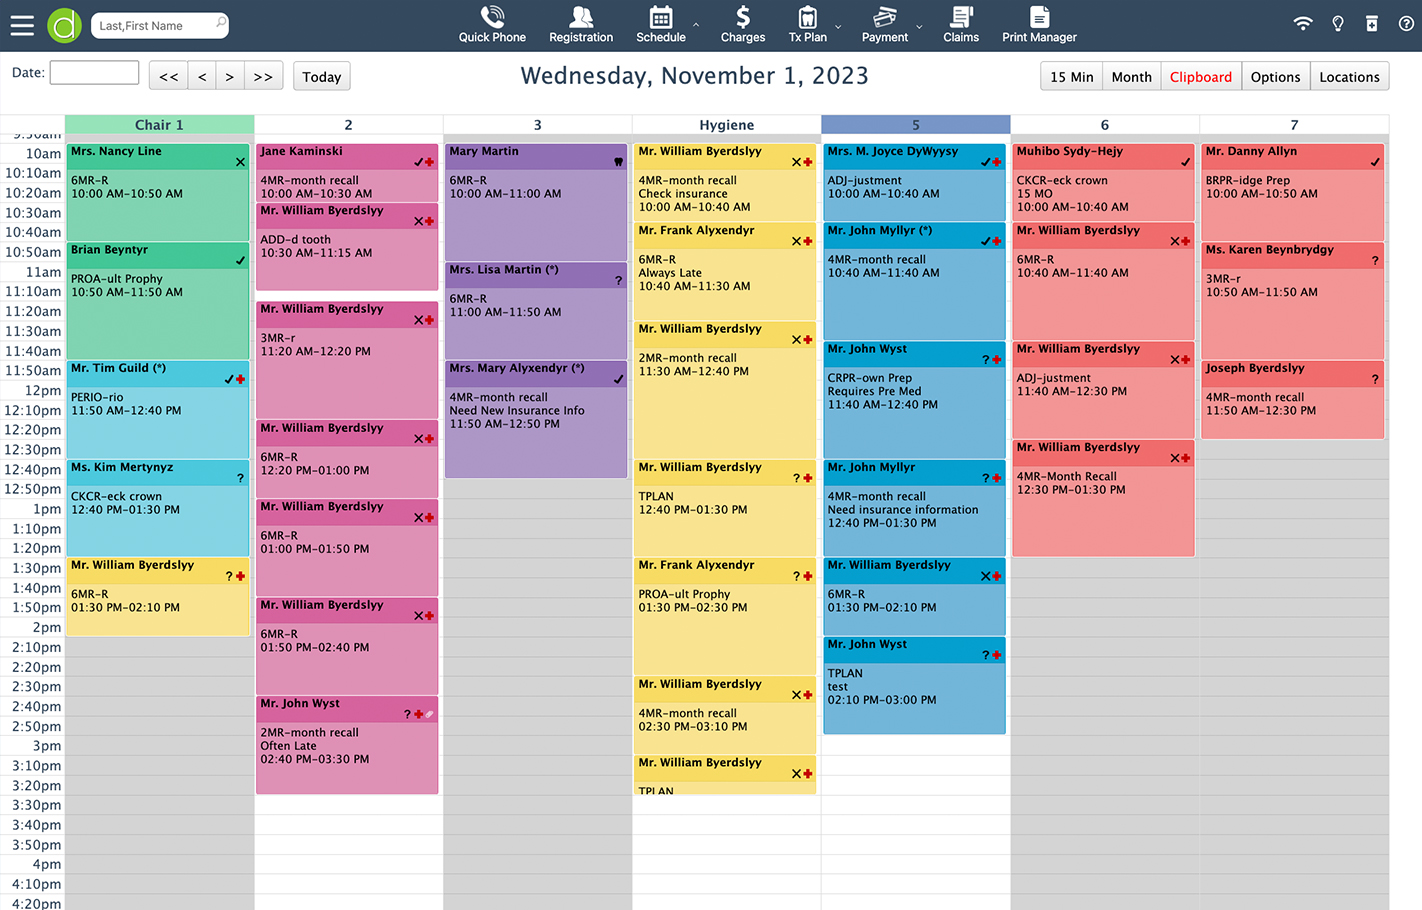 d
Last,First Name
Quick Phone
Registration
Schedule
Charges
Tx Plan
Payment
Claims
Print Manager
Date:
<<
<
>
>>
Today
Wednesday, November 1, 2023
15 Min
Month
Clipboard
Options
Locations
Chair 1
2
3
Hygiene
5
6
7
9:50am
10am
10:10am
10:20am
10:30am
10:40am
10:50am
11am
11:10am
11:20am
11:30am
11:40am
11:50am
12pm
12:10pm
12:20pm
12:30pm
12:40pm
12:50pm
1pm
1:10pm
1:20pm
1:30pm
1:40pm
1:50pm
2pm
2:10pm
2:20pm
2:30pm
2:40pm
2:50pm
3pm
3:10pm
3:20pm
3:30pm
3:40pm
3:50pm
4pm
4:10pm
4:20pm
Mrs. Nancy Line
6MR-R
10:00 AM-10:50 AM
Brian Beyntyr
PROA-ult Prophy
10:50 AM-11:50 AM
Mr. Tim Guild (*)
PERIO-rio
11:50 AM-12:40 PM
Ms. Kim Mertynyz
?
CKCR-eck crown
12:40 PM-01:30 PM
Mr. William Byerdslyy
?
6MR-R
01:30 PM-02:10 PM
Jane Kaminski
4MR-month recall
10:00 AM-10:30 AM
Mr. William Byerdslyy
ADD-d tooth
10:30 AM-11:15 AM
Mr. William Byerdslyy
3MR-r
11:20 AM-12:20 PM
Mr. William Byerdslyy
6MR-R
12:20 PM-01:00 PM
Mr. William Byerdslyy
6MR-R
01:00 PM-01:50 PM
Mr. William Byerdslyy
6MR-R
01:50 PM-02:40 PM
Mr. John Wyst
?
2MR-month recall
Often Late
02:40 PM-03:30 PM
Mary Martin
6MR-R
10:00 AM-11:00 AM
Mrs. Lisa Martin (*)
?
6MR-R
11:00 AM-11:50 AM
Mrs. Mary Alyxendyr (*)
4MR-month recall
Need New Insurance Info
11:50 AM-12:50 PM
Mr. William Byerdslyy
4MR-month recall
Check insurance
10:00 AM-10:40 AM
Mr. Frank Alyxendyr
6MR-R
Always Late
10:40 AM-11:30 AM
Mr. William Byerdslyy
2MR-month recall
11:30 AM-12:40 PM
Mr. William Byerdslyy
?
TPLAN
12:40 PM-01:30 PM
Mr. Frank Alyxendyr
?
PROA-ult Prophy
01:30 PM-02:30 PM
Mr. William Byerdslyy
4MR-month recall
02:30 PM-03:10 PM
Mr. William Byerdslyy
TPLAN
Mrs. M. Joyce DyWyysy
ADJ-justment
10:00 AM-10:40 AM
Mr. John Myllyr (*)
4MR-month recall
10:40 AM-11:40 AM
Mr. John Wyst
?
CRPR-own Prep
Requires Pre Med
11:40 AM-12:40 PM
Mr. John Myllyr
?
4MR-month recall
Need insurance information
12:40 PM-01:30 PM
Mr. William Byerdslyy
6MR-R
01:30 PM-02:10 PM
Mr. John Wyst
?
TPLAN
test
02:10 PM-03:00 PM
Muhibo Sydy-Hejy
CKCR-eck crown
15 MO
10:00 AM-10:40 AM
Mr. William Byerdslyy
6MR-R
10:40 AM-11:40 AM
Mr. William Byerdslyy
ADJ-justment
11:40 AM-12:30 PM
Mr. William Byerdslyy
4MR-Month Recall
12:30 PM-01:30 PM
Mr. Danny Allyn
BRPR-idge Prep
10:00 AM-10:50 AM
Ms. Karen Beynbrydgy
?
3MR-r
10:50 AM-11:50 AM
Joseph Byerdslyy
?
4MR-month recall
11:50 AM-12:30 PM